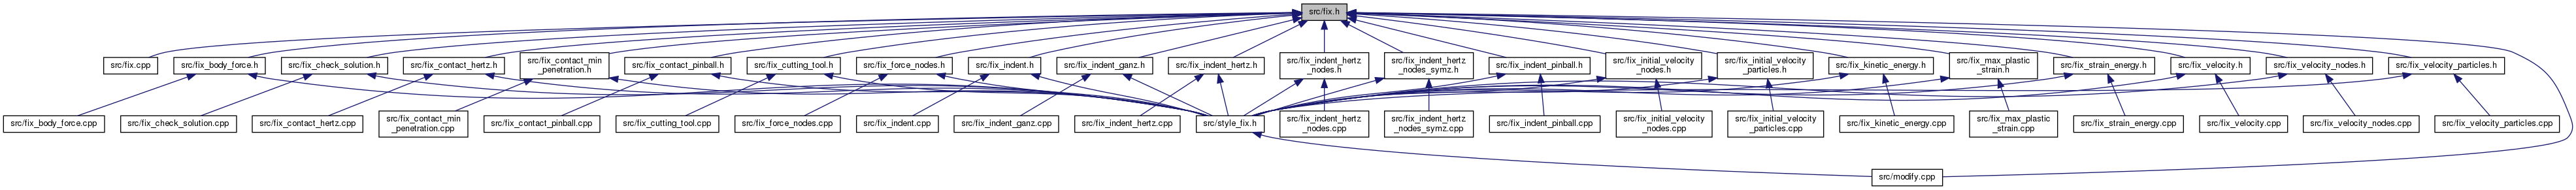 src/fix.h
src/fix.cpp
src/fix_body_force.h
src/fix_check_solution.h
src/fix_contact_hertz.h
src/fix_contact_min
_penetration.h
src/fix_contact_pinball.h
src/fix_cutting_tool.h
src/fix_force_nodes.h
src/fix_indent.h
src/fix_indent_ganz.h
src/fix_indent_hertz.h
src/fix_indent_hertz
_nodes.h
src/fix_indent_hertz
_nodes_symz.h
src/fix_indent_pinball.h
src/fix_initial_velocity
_nodes.h
src/fix_initial_velocity
_particles.h
src/fix_kinetic_energy.h
src/fix_max_plastic
_strain.h
src/fix_strain_energy.h
src/fix_velocity.h
src/fix_velocity_nodes.h
src/fix_velocity_particles.h
src/fix_body_force.cpp
src/fix_check_solution.cpp
src/fix_contact_hertz.cpp
src/fix_contact_min
_penetration.cpp
src/fix_contact_pinball.cpp
src/fix_cutting_tool.cpp
src/fix_force_nodes.cpp
src/fix_indent.cpp
src/fix_indent_ganz.cpp
src/fix_indent_hertz.cpp
src/style_fix.h
src/fix_indent_hertz
_nodes.cpp
src/fix_indent_hertz
_nodes_symz.cpp
src/fix_indent_pinball.cpp
src/fix_initial_velocity
_nodes.cpp
src/fix_initial_velocity
_particles.cpp
src/fix_kinetic_energy.cpp
src/fix_max_plastic
_strain.cpp
src/fix_strain_energy.cpp
src/fix_velocity.cpp
src/fix_velocity_nodes.cpp
src/fix_velocity_particles.cpp
src/modify.cpp